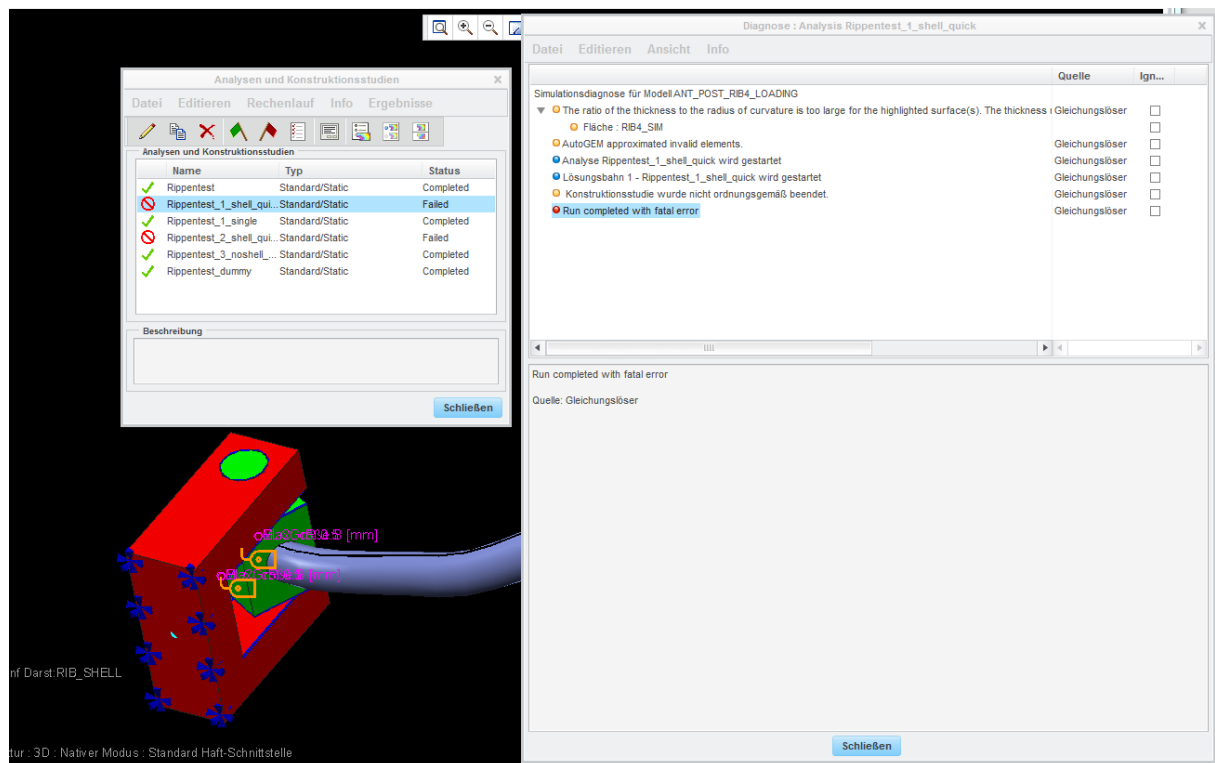 Diagnose : Analysis Rippentest_1_shell_quick
Datei Editieren Ansicht Info
Quelle Ign...
Simulationsdiagnose für Modell ANT_POST_RIB4_LOADING
The ratio of the thickness to the radius of curvature is too large for the highlighted surface(s). The thickness Gleichungslöser
Fläche : RIB4_SIM
AutoGEM approximated invalid elements. Gleichungslöser
Analyse Rippentest_1_shell_quick wird gestartet Gleichungslöser
Lösungsbahn 1 - Rippentest_1_shell_quick wird gestartet Gleichungslöser
Konstruktionsstudie wurde nicht ordnungsgemäß beendet. Gleichungslöser
Run completed with fatal error Gleichungslöser
Run completed with fatal error
Quelle: Gleichungslöser
Schließen
Analysen und Konstruktionsstudien
Datei Editieren Rechenlauf Info Ergebnisse
Analysen und Konstruktionsstudien
Name Typ Status
Rippentest Standard/Static Completed
Rippentest_1_shell_qui... Standard/Static Failed
Rippentest_1_single Standard/Static Completed
Rippentest_2_shell_qui... Standard/Static Failed
Rippentest_3_noshell_... Standard/Static Completed
Rippentest_dummy Standard/Static Completed
Beschreibung
Schließen
[mm]
nf Darst:RIB_SHELL
tur : 3D : Nativer Modus : Standard Haft-Schnittstelle